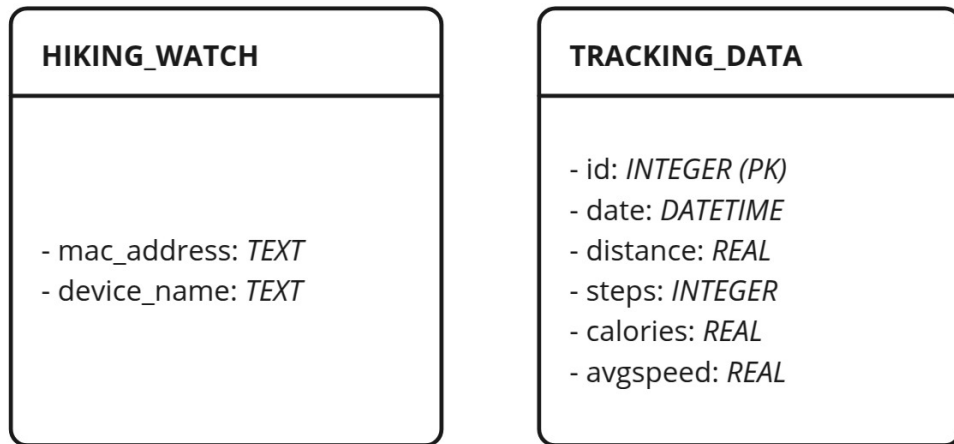 HIKING_WATCH
- mac_address: TEXT
- device_name: TEXT
TRACKING_DATA
- id: INTEGER (PK)
- date: DATETIME
- distance: REAL
- steps: INTEGER
- calories: REAL
- avgspeed: REAL